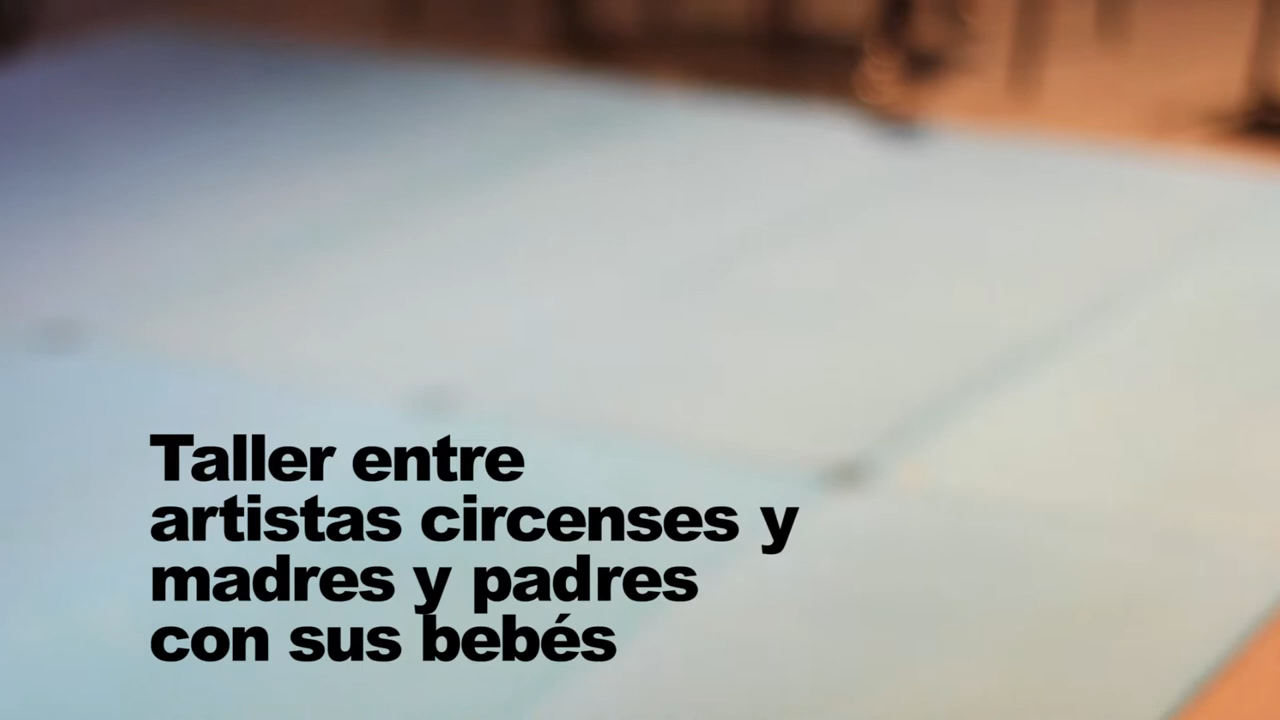 Taller entre
artistas circenses y
madres y padres
con sus bebés